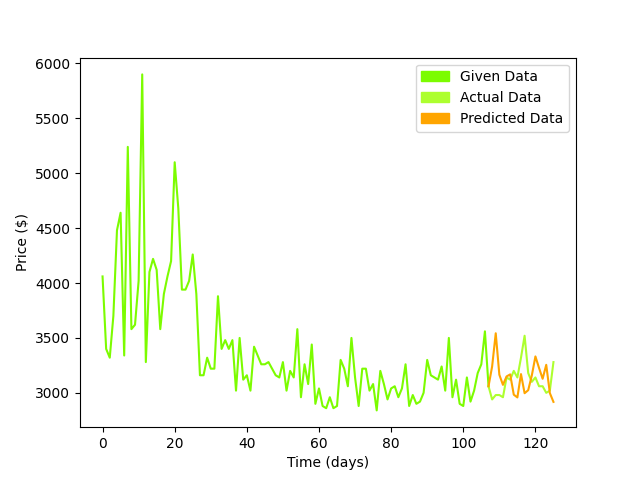 6000
5500
5000
4500
4000
3500
3000
Price ($)
Given Data
Actual Data
Predicted Data
0 20 40 60 80 100 120
Time (days)